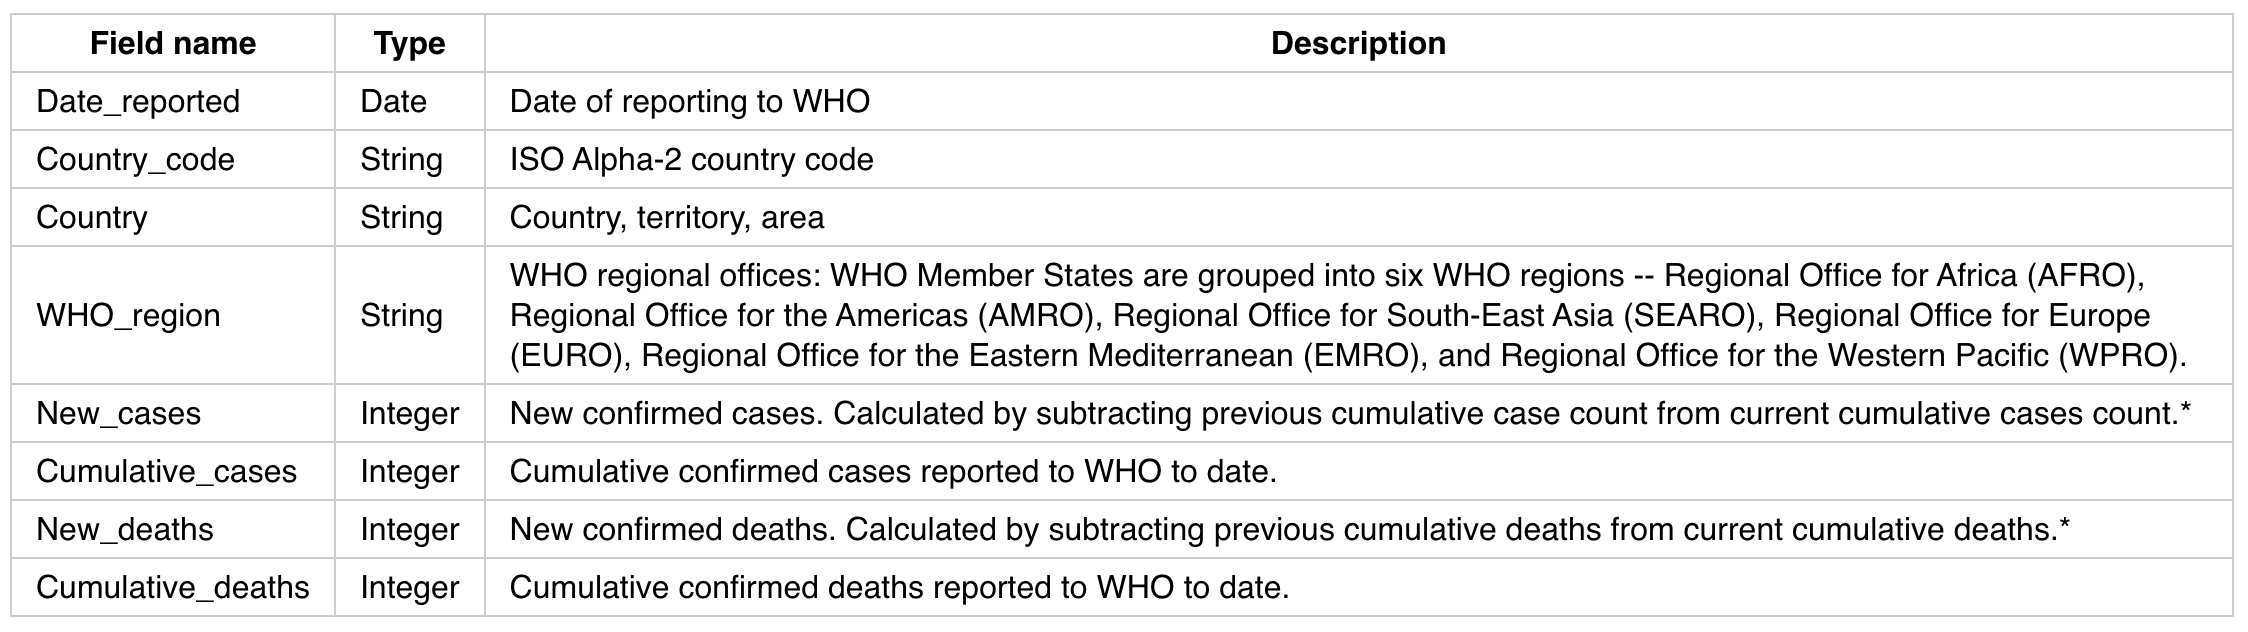 Field name Type Description
Date_reported Date Date of reporting to WHO
Country_code String ISO Alpha-2 country code
Country String Country, territory, area
WHO_region String WHO regional offices: WHO Member States are grouped into six WHO regions -- Regional Office for Africa (AFRO),
Regional Office for the Americas (AMRO), Regional Office for South-East Asia (SEARO), Regional Office for Europe
(EURO), Regional Office for the Eastern Mediterranean (EMRO), and Regional Office for the Western Pacific (WPRO).
New_cases Integer New confirmed cases. Calculated by subtracting previous cumulative case count from current cumulative cases count.*
Cumulative_cases Integer Cumulative confirmed cases reported to WHO to date.
New_deaths Integer New confirmed deaths. Calculated by subtracting previous cumulative deaths from current cumulative deaths.*
Cumulative_deaths Integer Cumulative confirmed deaths reported to WHO to date.